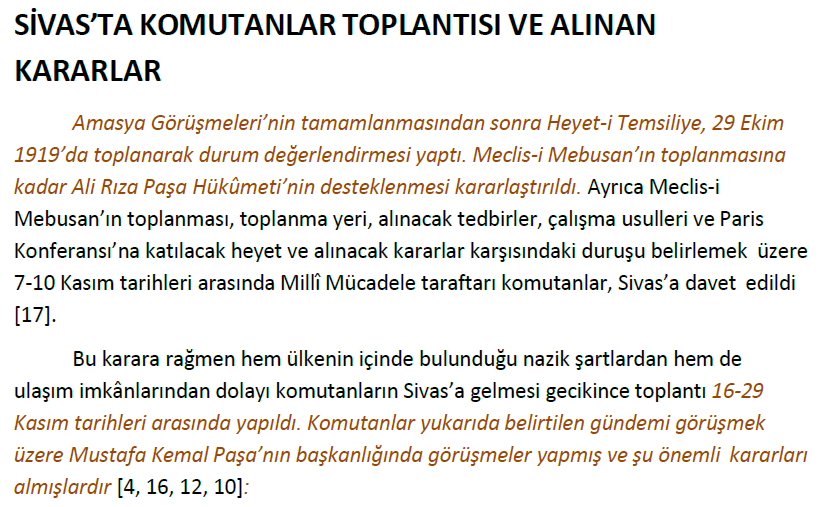 SİVAS’TA KOMUTANLAR TOPLANTISI VE ALINAN
KARARLAR
Amasya Görüşmeleri’nin tamamlanmasından sonra Heyet-i Temsiliye, 29 Ekim
1919’da toplanarak durum değerlendirmesi yaptı. Meclis-i Mebusan’ın toplanmasına
kadar Ali Rıza Paşa Hükûmeti’nin desteklenmesi kararlaştırıldı. Ayrıca Meclis-i
Mebusan’ın toplanması, toplanma yeri, alınacak tedbirler, çalışma usulleri ve Paris
Konferansı’na katılacak heyet ve alınacak kararlar karşısındaki duruşu belirlemek üzere
7-10 Kasım tarihleri arasında Millî Mücadele taraftarı komutanlar, Sivas’a davet edildi
[17].
Bu karara rağmen hem ülkenin içinde bulunduğu nazik şartlardan hem de
ulaşım imkânlarından dolayı komutanların Sivas’a gelmesi gecikince toplantı 16-29
Kasım tarihleri arasında yapıldı. Komutanlar yukarıda belirtilen gündemi görüşmek
üzere Mustafa Kemal Paşa’nın başkanlığında görüşmeler yapmış ve şu önemli kararları
almışlardır [4, 16, 12, 10]: